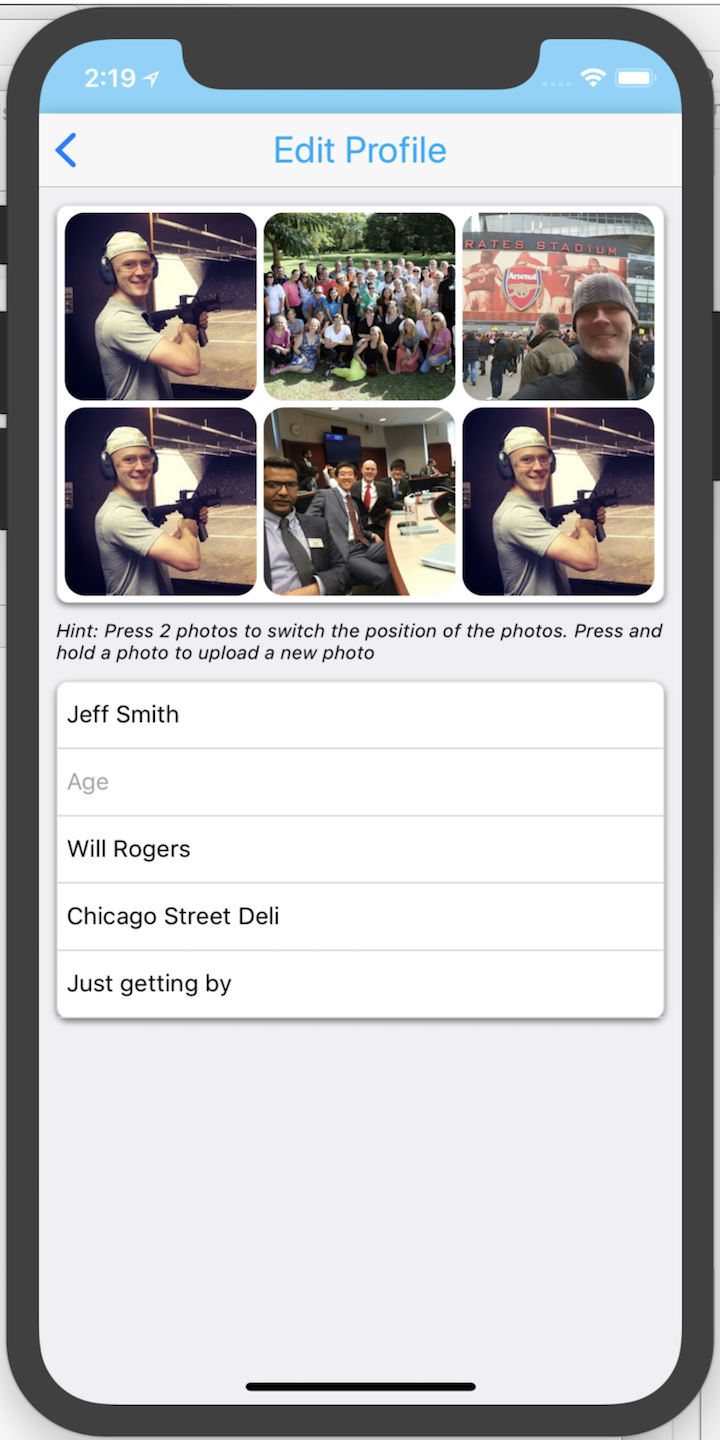 2:19
Edit Profile
RATES STADIUM
Arsenal
Hint: Press 2 photos to switch the position of the photos. Press and
hold a photo to upload a new photo
Jeff Smith
Age
Will Rogers
Chicago Street Deli
Just getting by